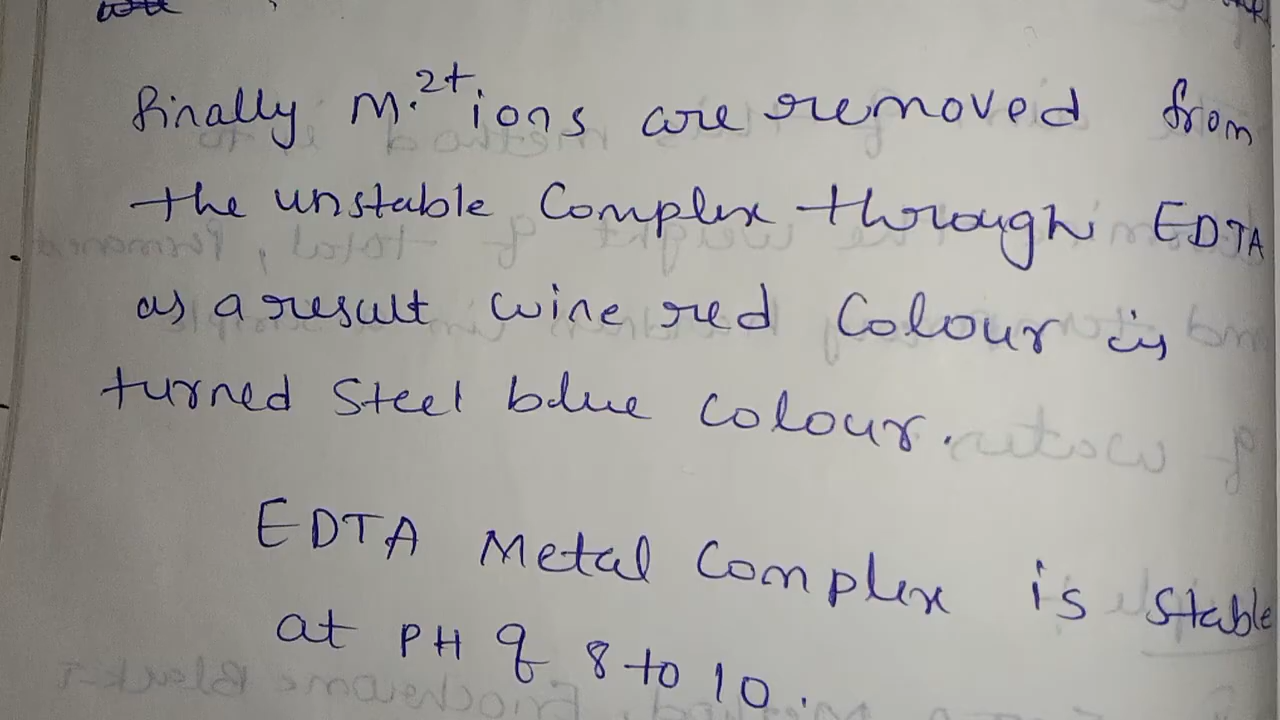 finally M.²⁺ ions are removed from
the unstable Complex through EDTA
as a result wine red Colour is
turned Steel blue colour.
EDTA Metal Complex is stable
at PH of 8 to 10.